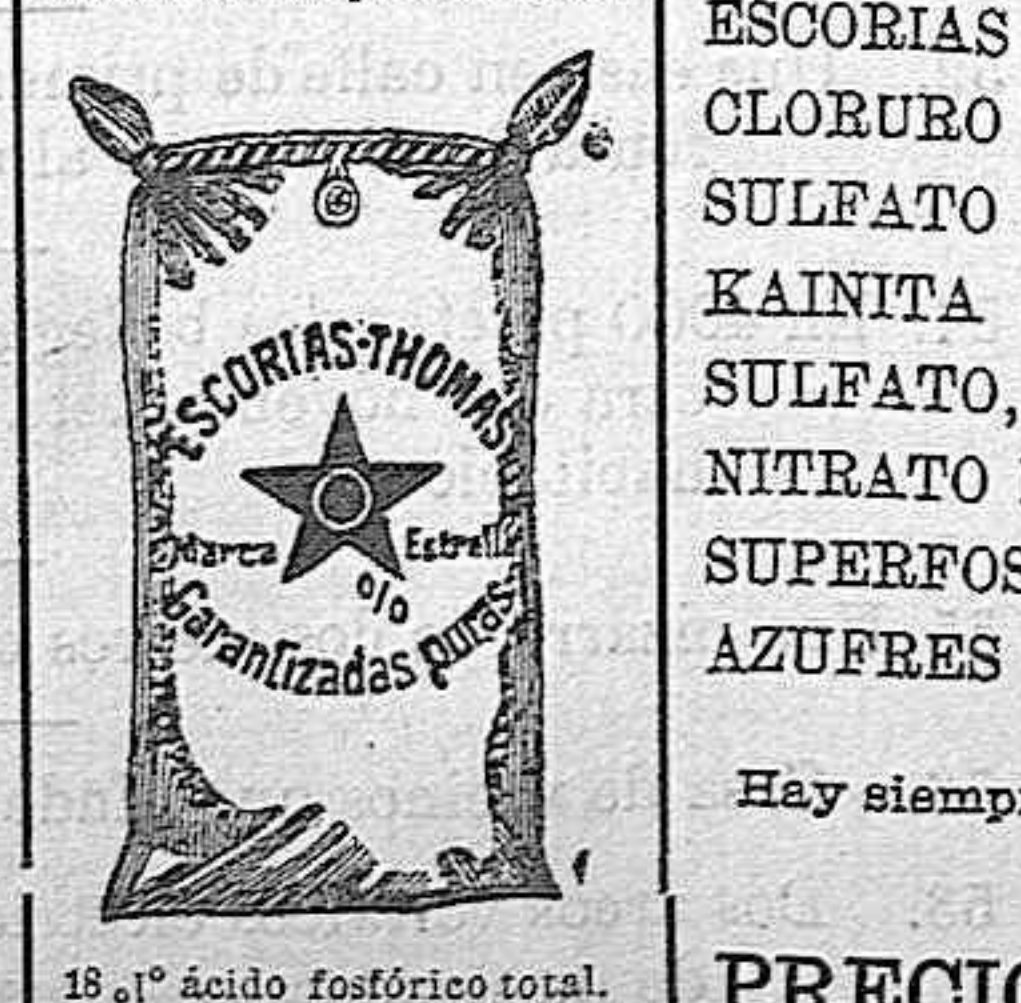 ESCORIAS-THOMAS
Marca Estrella
o|o
Garantizadas puras.
18 o|º ácido fosfórico total.
ESCORIAS
CLORURO
SULFATO
KAINITA
SULFATO,
NITRATO
SUPERFOS
AZUFRES
Hay siemp
PRECIO